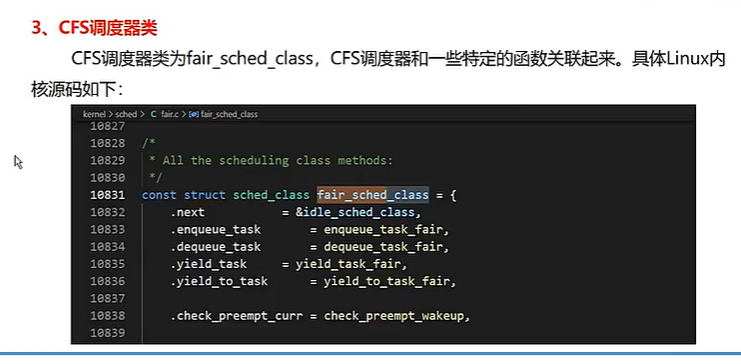 3、CFS调度器类
CFS调度器类为fair_sched_class，CFS调度器和一些特定的函数关联起来。具体Linux内
核源码如下：
kernel > sched > C fair.c > fair_sched_class
10827
10828 /*
10829  * All the scheduling class methods:
10830  */
10831 const struct sched_class fair_sched_class = {
10832     .next           = &idle_sched_class,
10833     .enqueue_task       = enqueue_task_fair,
10834     .dequeue_task       = dequeue_task_fair,
10835     .yield_task     = yield_task_fair,
10836     .yield_to_task      = yield_to_task_fair,
10837
10838     .check_preempt_curr = check_preempt_wakeup,
10839